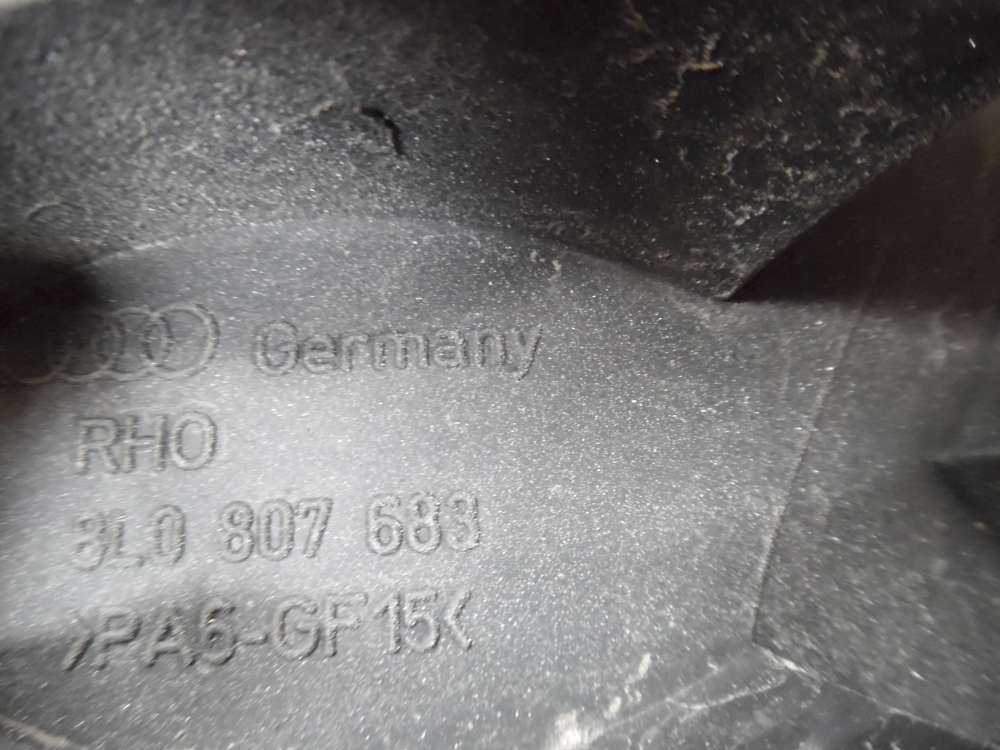 Germany
RHO
8L0 807 683
>PA6-GF15<